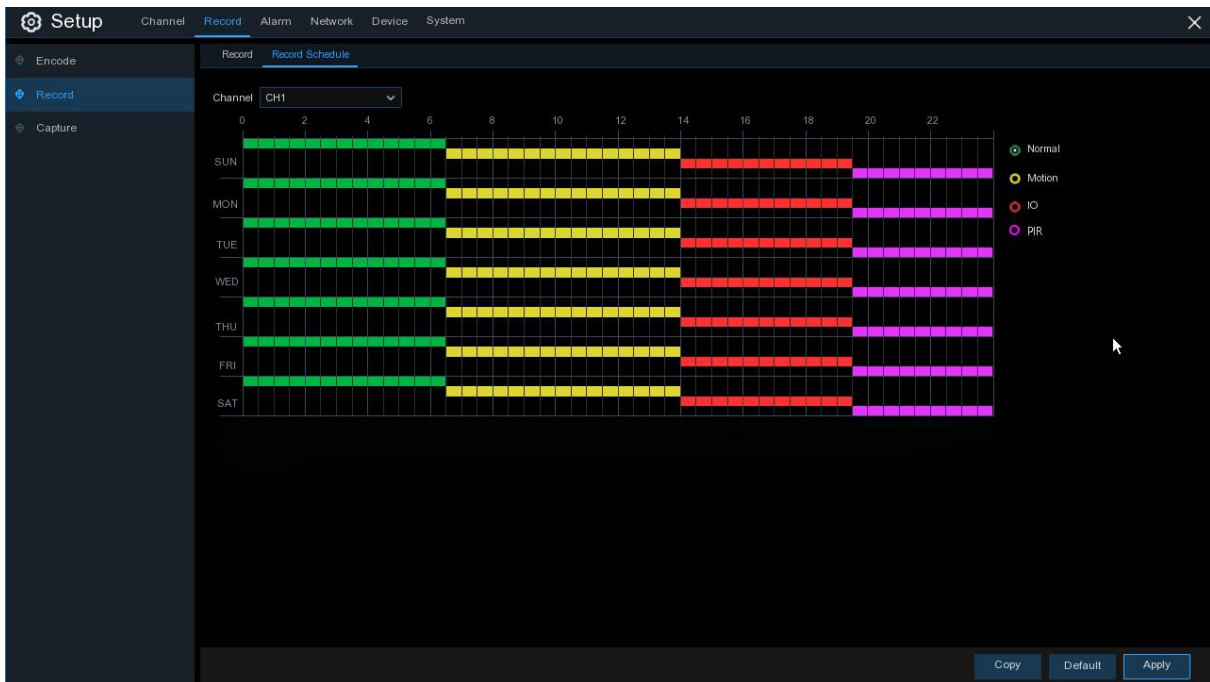 Setup Channel Record Alarm Network Device System
Encode
Record
Capture
Record Record Schedule
Channel CH1
0 2 4 6 8 10 12 14 16 18 20 22
SUN
MON
TUE
WED
THU
FRI
SAT
Normal
Motion
IO
PIR
Copy Default Apply